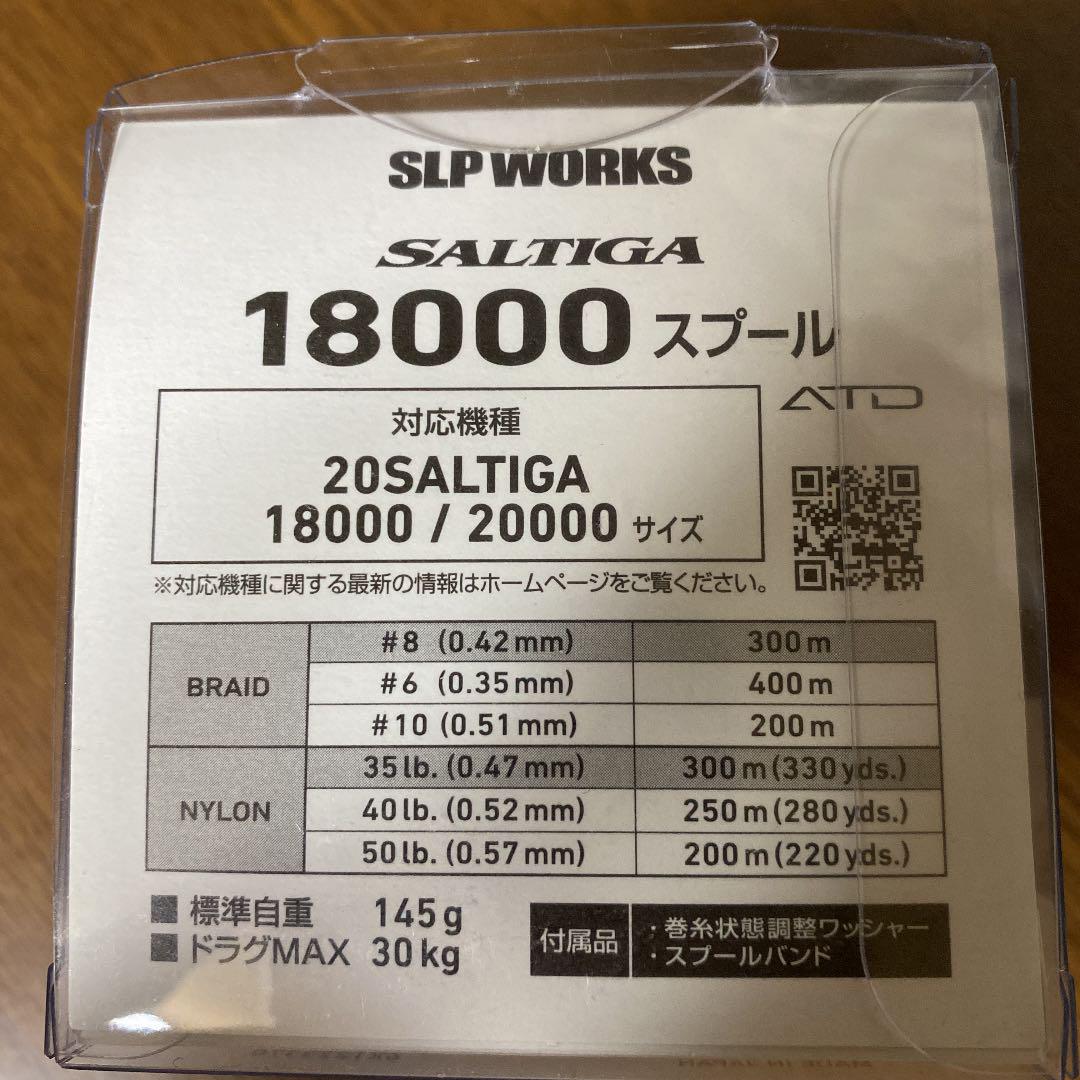 SLP WORKS
SALTIGA
18000 スプール
ATD
対応機種
20SALTIGA
18000 / 20000 サイズ
※対応機種に関する最新の情報はホームページをご覧ください。
BRAID
#8 (0.42mm) 300m
#6 (0.35mm) 400m
#10 (0.51mm) 200m
NYLON
35lb. (0.47mm) 300m(330yds.)
40lb. (0.52mm) 250m(280yds.)
50lb. (0.57mm) 200m(220yds.)
■ 標準自重 145g
■ ドラグMAX 30kg
付属品
・巻糸状態調整ワッシャー
・スプールバンド